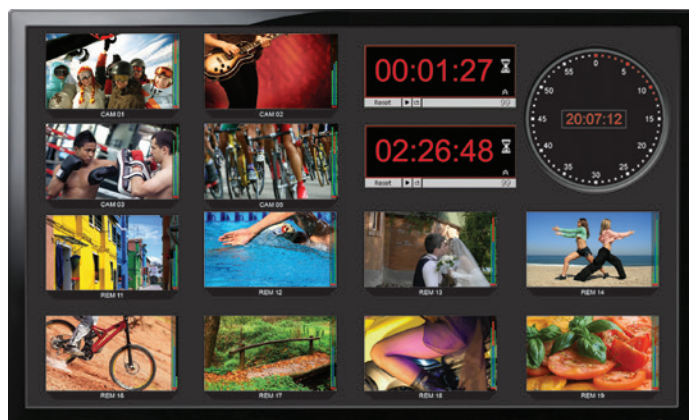 CAM 01
CAM 02
00:01:27
Reset
99
CAM 03
CAM 05
02:26:48
Reset
99
0
5
10
15
20
25
30
35
40
45
50
55
20:07:12
REM 11
REM 12
REM 13
REM 14
REM 16
REM 17
REM 18
REM 19